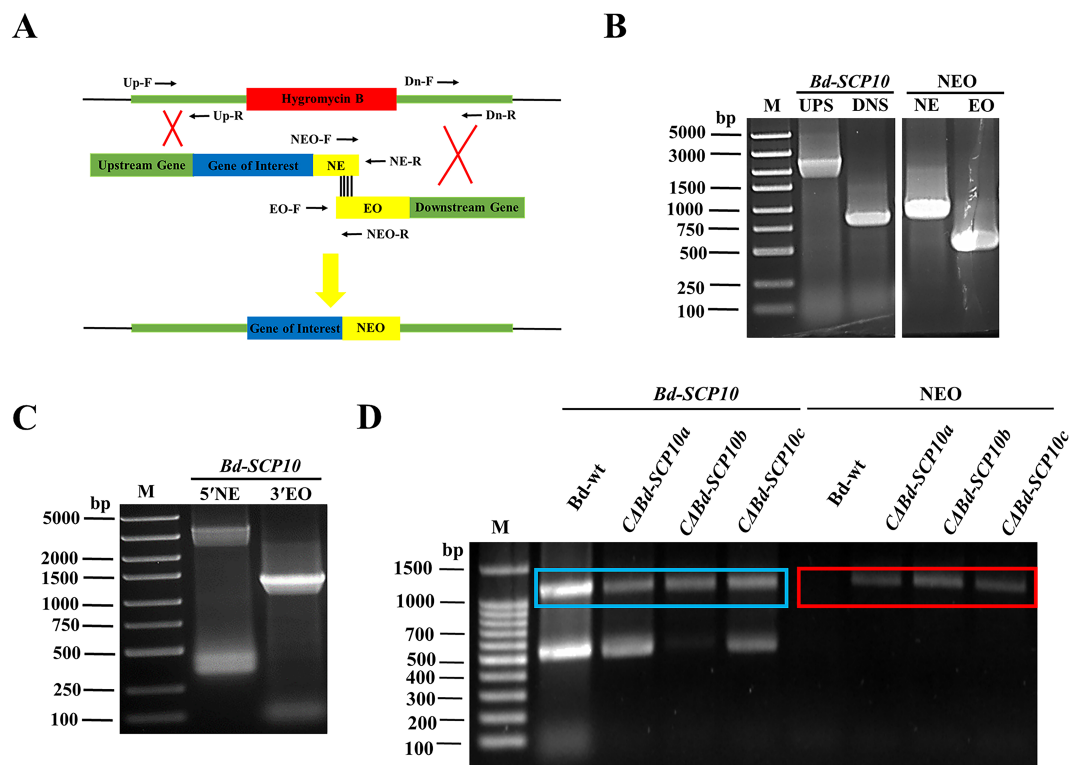 A
Up-F
Dn-F
Hygromycin B
Up-R
Dn-R
NEO-F
Upstream Gene
Gene of Interest
NE
NE-R
EO-F
EO
Downstream Gene
NEO-R
Gene of Interest
NEO
B
Bd-SCP10 NEO
bp M UPS DNS NE EO
5000
3000
1500
1000
750
500
250
100
C
Bd-SCP10
bp M 5′NE 3′EO
5000
2000
1500
1000
750
500
250
100
D
Bd-SCP10 NEO
Bd-wt
CΔBd-SCP10a
CΔBd-SCP10b
CΔBd-SCP10c
Bd-wt
CΔBd-SCP10a
CΔBd-SCP10b
CΔBd-SCP10c
M
bp
1500
1000
700
500
400
300
200
100